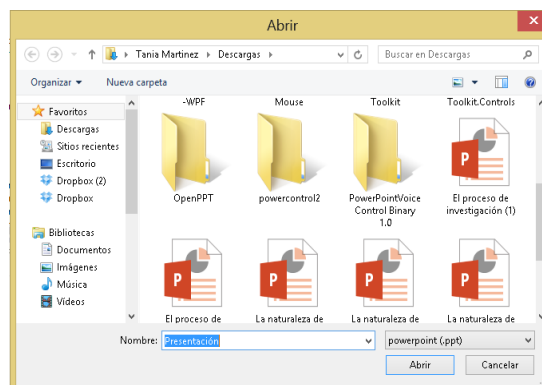 Abrir
Tania Martinez
Descargas
Buscar en Descargas
Organizar
Nueva carpeta
Favoritos
Descargas
Sitios recientes
Escritorio
Dropbox (2)
Dropbox
Bibliotecas
Documentos
Imágenes
Música
Vídeos
-WPF
Mouse
Toolkit
Toolkit.Controls
OpenPPT
powercontrol2
PowerPointVoice
Control Binary
1.0
El proceso de
investigación (1)
El proceso de
La naturaleza de
La naturaleza de
La naturaleza de
Nombre:
Presentación
powerpoint (.ppt)
Abrir
Cancelar